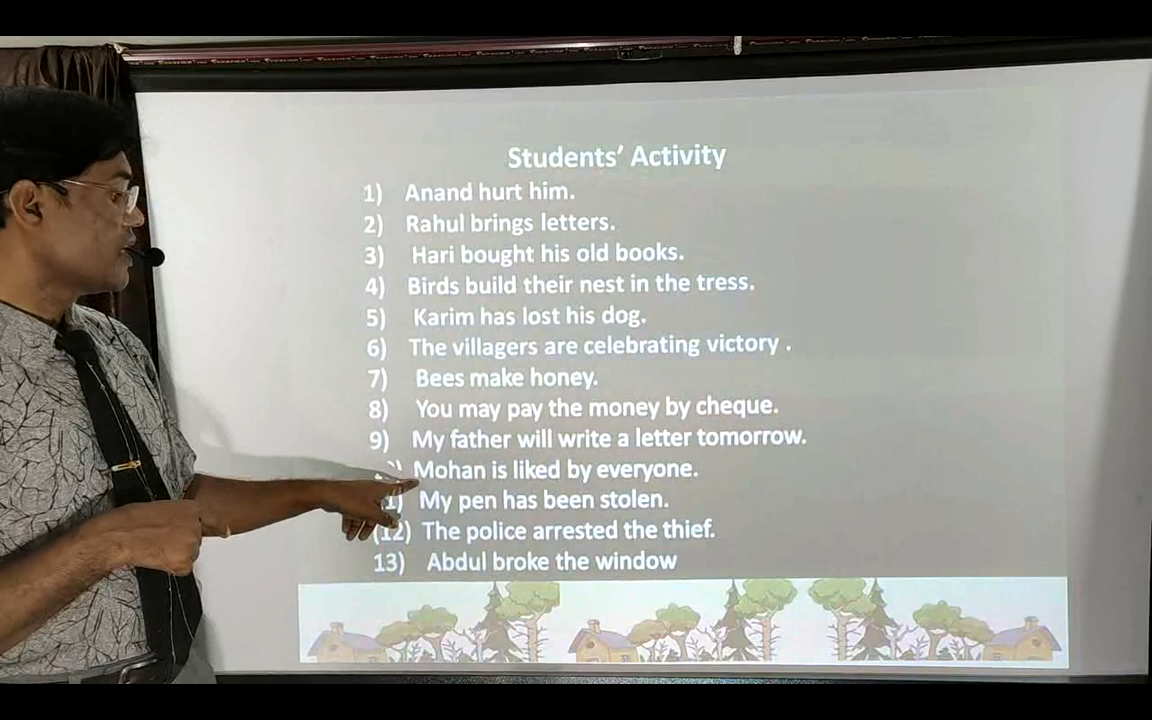 Students' Activity
1) Anand hurt him.
2) Rahul brings letters.
3) Hari bought his old books.
4) Birds build their nest in the tress.
5) Karim has lost his dog.
6) The villagers are celebrating victory .
7) Bees make honey.
8) You may pay the money by cheque.
9) My father will write a letter tomorrow.
) Mohan is liked by everyone.
1) My pen has been stolen.
(12) The police arrested the thief.
13) Abdul broke the window